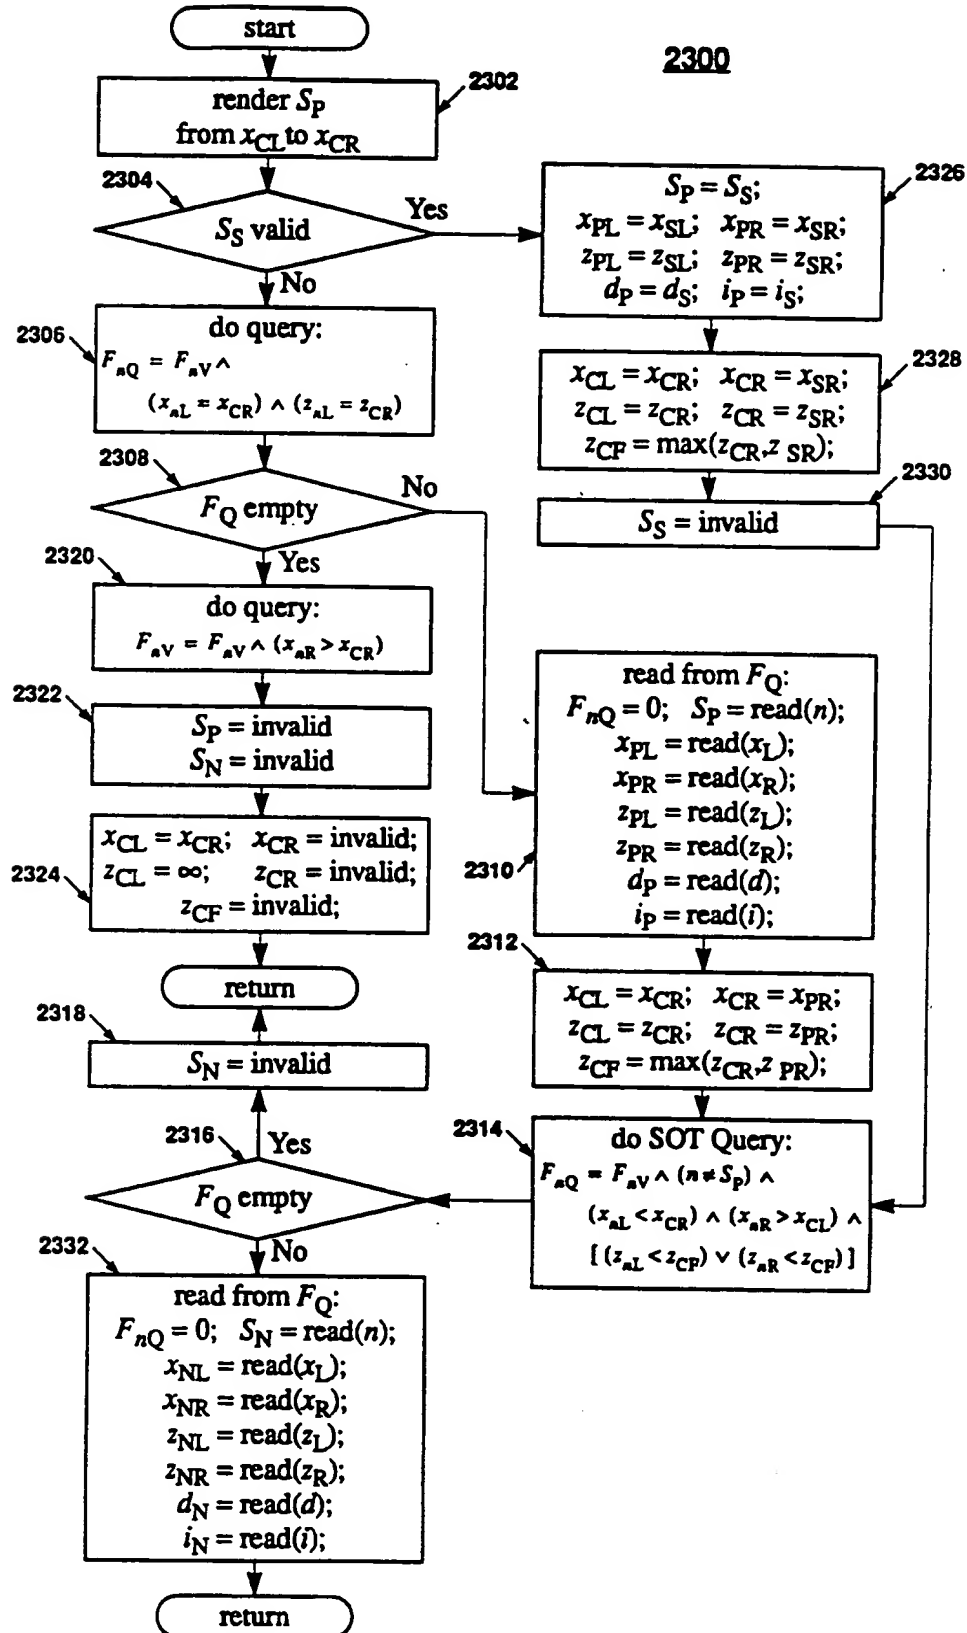 start
2300
2302
render S_P
from x_CL to x_CR
2304
S_S valid
Yes
No
2326
S_P = S_S;
x_PL = x_SL; x_PR = x_SR;
z_PL = z_SL; z_PR = z_SR;
d_P = d_S; i_P = i_S;
2328
x_CL = x_CR; x_CR = x_SR;
z_CL = z_CR; z_CR = z_SR;
z_CF = max(z_CR, z_SR);
2330
S_S = invalid
2306
do query:
F_nQ = F_nV ∧
(x_nL = x_CR) ∧ (z_nL = z_CR)
2308
F_Q empty
No
Yes
2320
do query:
F_nV = F_nV ∧ (x_nR > x_CR)
2322
S_P = invalid
S_N = invalid
2324
x_CL = x_CR; x_CR = invalid;
z_CL = ∞; z_CR = invalid;
z_CF = invalid;
return
2318
S_N = invalid
2310
read from F_Q:
F_nQ = 0; S_P = read(n);
x_PL = read(x_L);
x_PR = read(x_R);
z_PL = read(z_L);
z_PR = read(z_R);
d_P = read(d);
i_P = read(i);
2312
x_CL = x_CR; x_CR = x_PR;
z_CL = z_CR; z_CR = z_PR;
z_CF = max(z_CR, z_PR);
2314
do SOT Query:
F_nQ = F_nV ∧ (n ≠ S_P) ∧
(x_nL < x_CR) ∧ (x_nR > x_CL) ∧
[(z_nL < z_CF) ∨ (z_nR < z_CF)]
2316
Yes
F_Q empty
No
2332
read from F_Q:
F_nQ = 0; S_N = read(n);
x_NL = read(x_L);
x_NR = read(x_R);
z_NL = read(z_L);
z_NR = read(z_R);
d_N = read(d);
i_N = read(i);
return